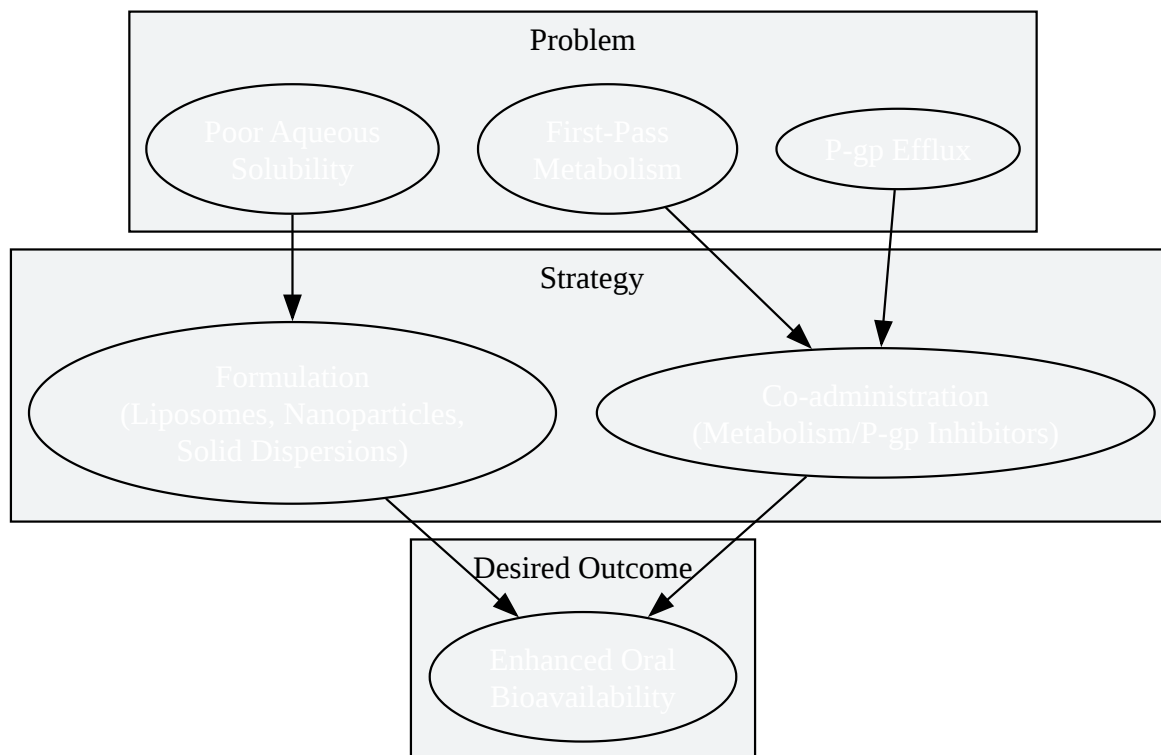 Problem
Poor Aqueous
Solubility
First-Pass
Metabolism
P-gp Efflux
Strategy
Formulation
(Liposomes, Nanoparticles,
Solid Dispersions)
Co-administration
(Metabolism/P-gp Inhibitors)
Desired Outcome
Enhanced Oral
Bioavailability